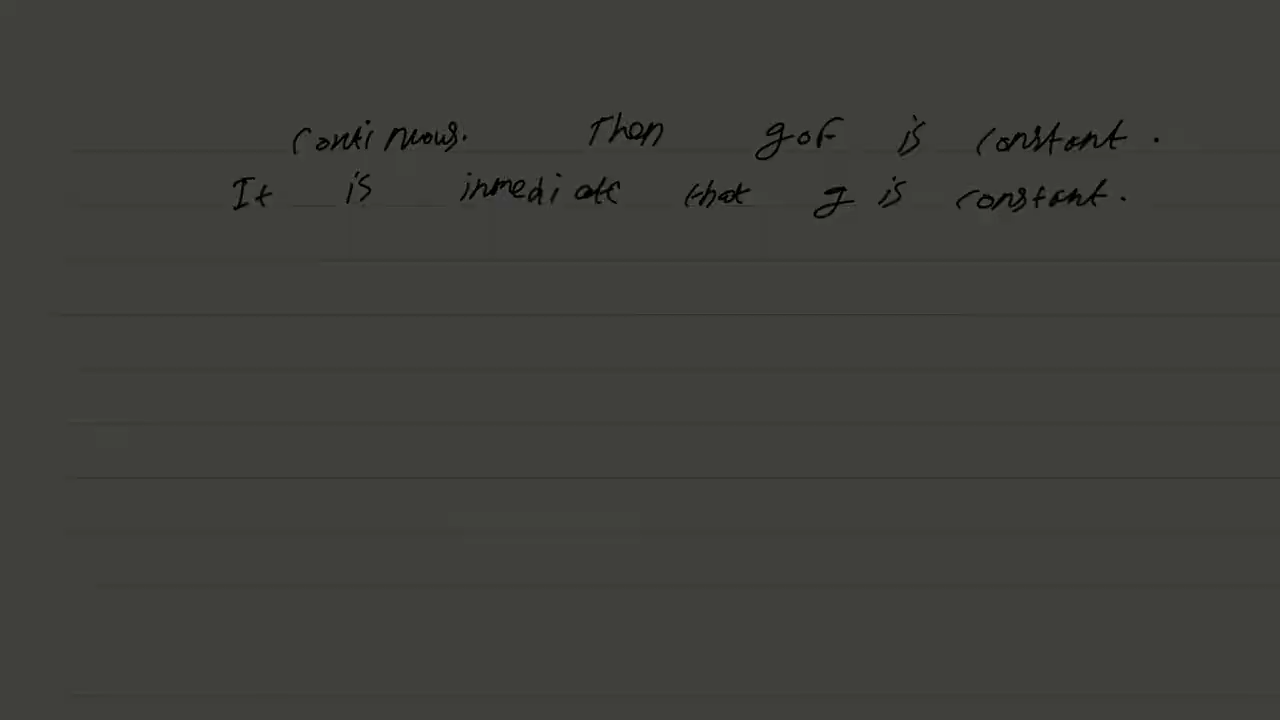 continuous. Then gof is constant.
It is immediate that g is constant.